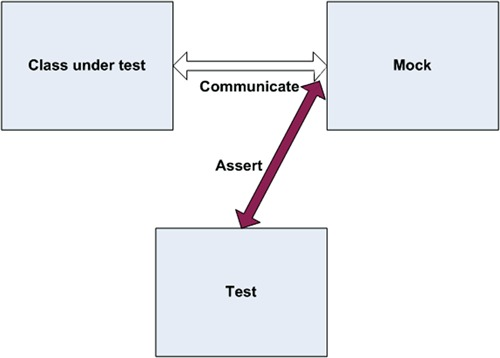 Class under test
Mock
Communicate
Assert
Test